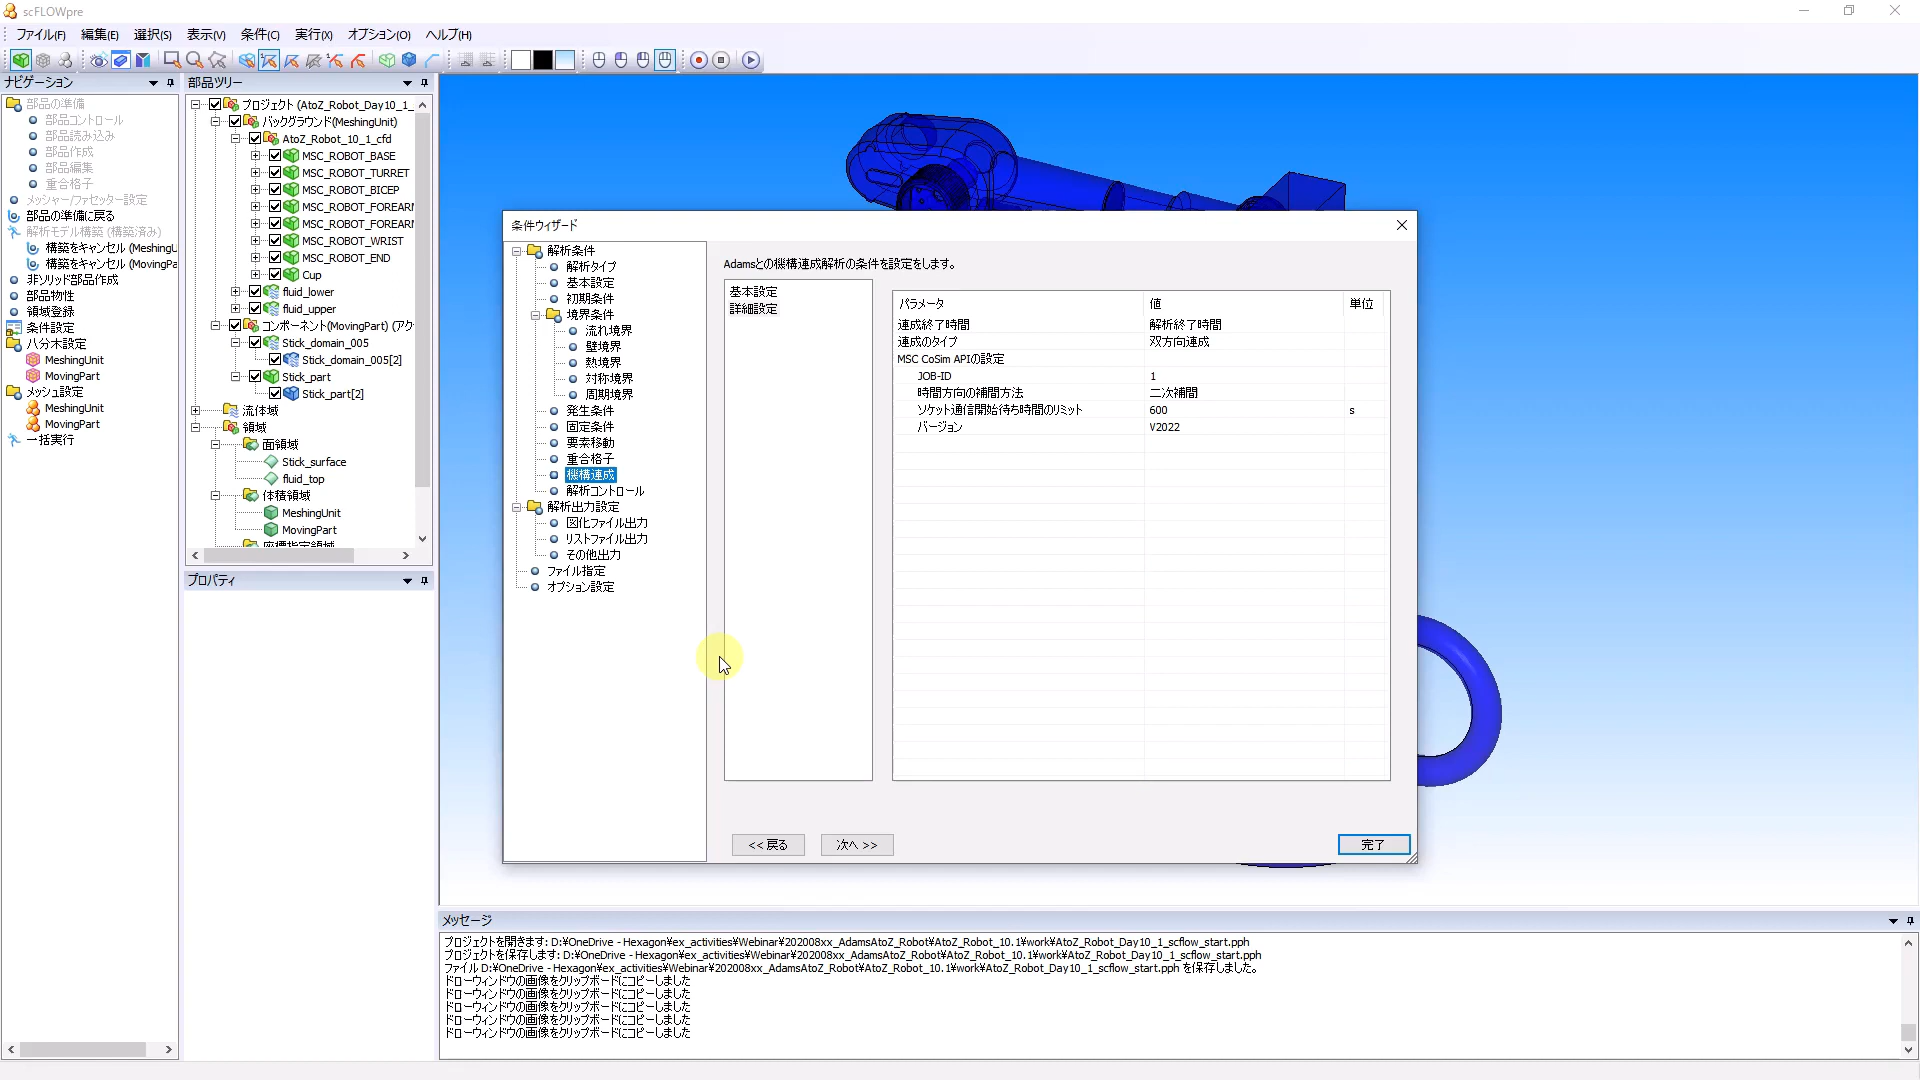 scFLOWpre
ファイル(F) 編集(E) 選択(S) 表示(V) 条件(C) 実行(X) オプション(O) ヘルプ(H)
ナビゲーション
部品の準備
部品コントロール
部品読み込み
部品作成
部品編集
重合格子
メッシャー/ファセッター設定
部品の準備に戻る
解析モデル構築 (構築済み)
構築をキャンセル (MeshingU
構築をキャンセル (MovingPa
非ソリッド部品作成
部品物性
領域登録
条件設定
八分木設定
MeshingUnit
MovingPart
メッシュ設定
MeshingUnit
MovingPart
一括実行
部品ツリー
プロジェクト (AtoZ_Robot_Day10_1_
バックグラウンド(MeshingUnit)
AtoZ_Robot_10_1_cfd
MSC_ROBOT_BASE
MSC_ROBOT_TURRET
MSC_ROBOT_BICEP
MSC_ROBOT_FOREARM
MSC_ROBOT_FOREARM
MSC_ROBOT_WRIST
MSC_ROBOT_END
Cup
fluid_lower
fluid_upper
コンポーネント(MovingPart) (アク
Stick_domain_005
Stick_domain_005[2]
Stick_part
Stick_part[2]
流体域
領域
面領域
Stick_surface
fluid_top
体積領域
MeshingUnit
MovingPart
座標指定領域
プロパティ
条件ウィザード
解析条件
解析タイプ
基本設定
初期条件
境界条件
流れ境界
壁境界
熱境界
対称境界
周期境界
発生条件
固定条件
要素移動
重合格子
機構連成
解析コントロール
解析出力設定
図化ファイル出力
リストファイル出力
その他出力
ファイル指定
オプション設定
Adamsとの機構連成解析の条件を設定をします。
基本設定
詳細設定
パラメータ 値 単位
連成終了時間 解析終了時間
連成のタイプ 双方向連成
MSC CoSim APIの設定
JOB-ID 1
時間方向の補間方法 二次補間
ソケット通信開始待ち時間のリミット 600 s
バージョン V2022
<< 戻る 次へ >> 完了
メッセージ
プロジェクトを開きます: D:¥OneDrive - Hexagon¥ex_activities¥Webinar¥202008xx_AdamsAtoZ_Robot¥AtoZ_Robot_10.1¥work¥AtoZ_Robot_Day10_1_scflow_start.pph
プロジェクトを保存します: D:¥OneDrive - Hexagon¥ex_activities¥Webinar¥202008xx_AdamsAtoZ_Robot¥AtoZ_Robot_10.1¥work¥AtoZ_Robot_Day10_1_scflow_start.pph
ファイル D:¥OneDrive - Hexagon¥ex_activities¥Webinar¥202008xx_AdamsAtoZ_Robot¥AtoZ_Robot_10.1¥work¥AtoZ_Robot_Day10_1_scflow_start.pph を保存しました。
ドローウィンドウの画像をクリップボードにコピーしました
ドローウィンドウの画像をクリップボードにコピーしました
ドローウィンドウの画像をクリップボードにコピーしました
ドローウィンドウの画像をクリップボードにコピーしました
ドローウィンドウの画像をクリップボードにコピーしました